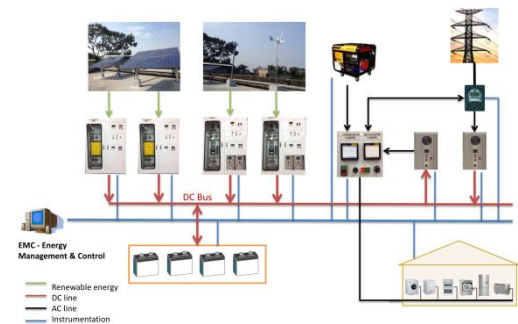 DC Bus
EMC - Energy
Management & Control
Renewable energy
DC line
AC line
Instrumentation